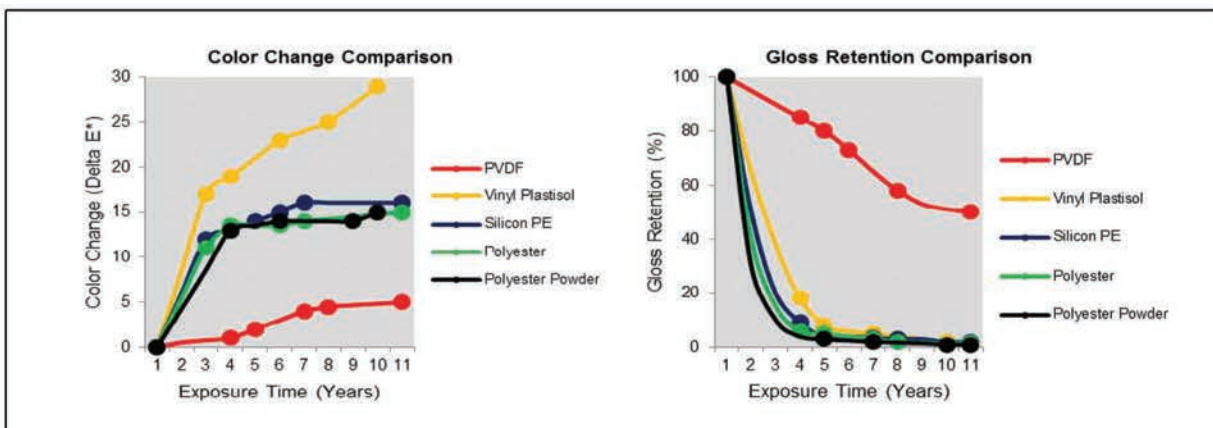 Color Change Comparison
30
25
20
15
10
5
0
Color Change (Delta E*)
1 2 3 4 5 6 7 8 9 10 11
Exposure Time (Years)
PVDF
Vinyl Plastisol
Silicon PE
Polyester
Polyester Powder
Gloss Retention Comparison
100
80
60
40
20
0
Gloss Retention (%)
1 2 3 4 5 6 7 8 9 10 11
Exposure Time (Years)
PVDF
Vinyl Plastisol
Silicon PE
Polyester
Polyester Powder